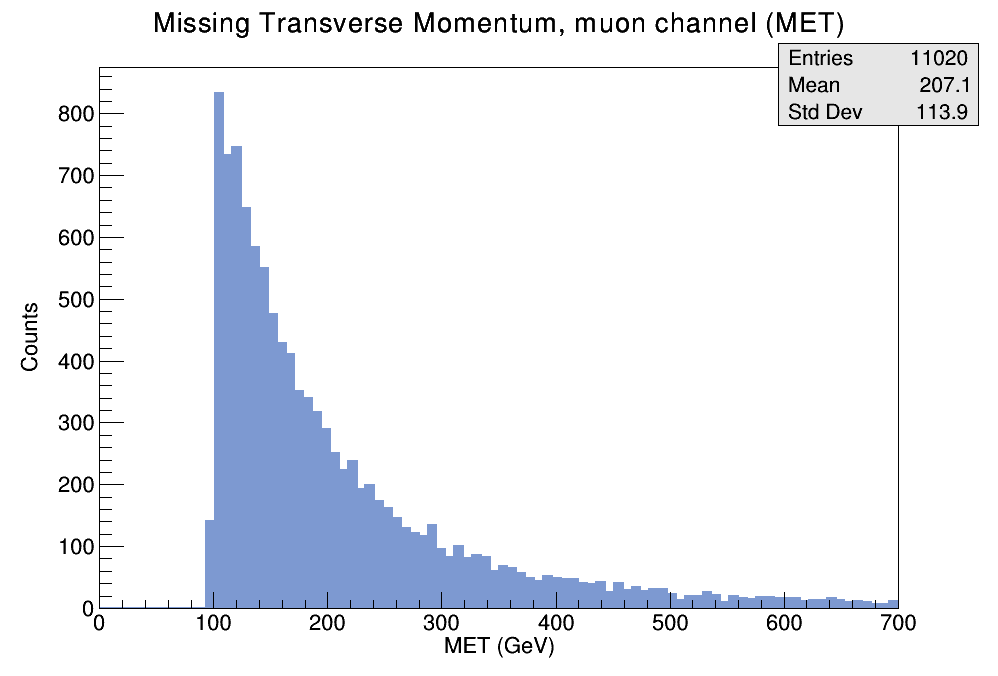 Missing Transverse Momentum, muon channel (MET)
Entries 11020
Mean 207.1
Std Dev 113.9
Counts
800
700
600
500
400
300
200
100
0
0 100 200 300 400 500 600 700
MET (GeV)